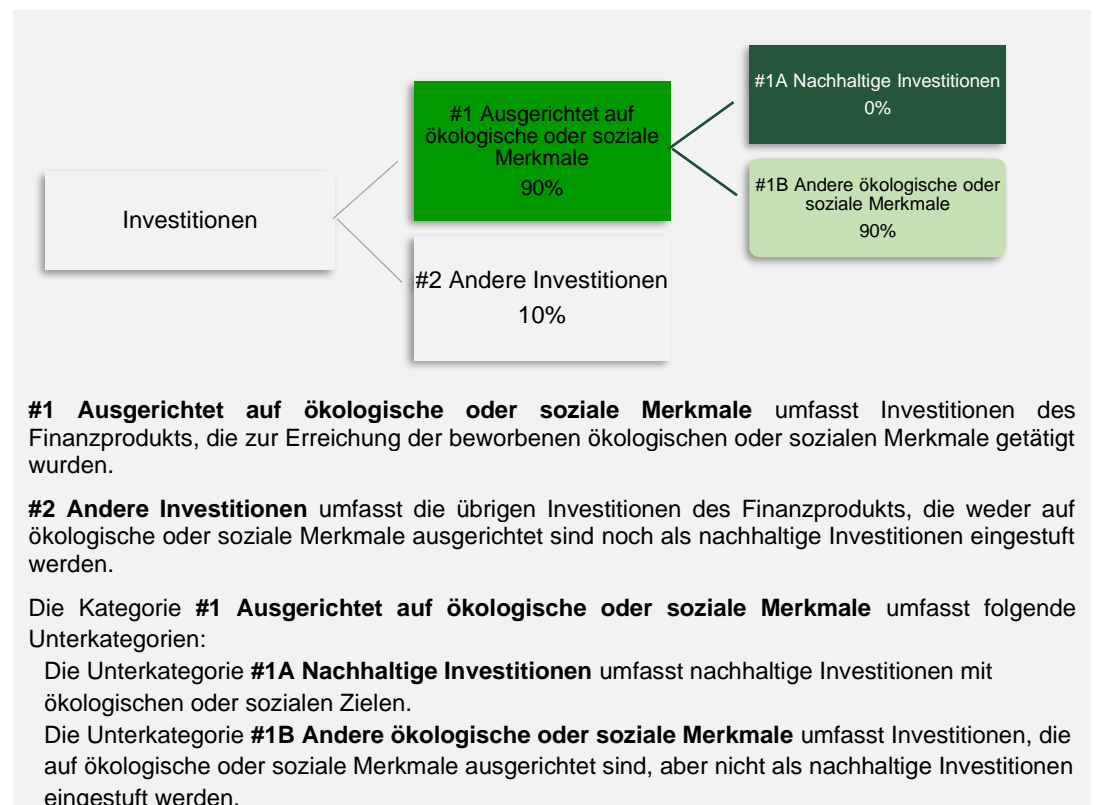 #1A Nachhaltige Investitionen
0%
#1 Ausgerichtet auf
ökologische oder soziale
Merkmale
90%
#1B Andere ökologische oder
soziale Merkmale
90%
Investitionen
#2 Andere Investitionen
10%
#1 Ausgerichtet auf ökologische oder soziale Merkmale umfasst Investitionen des
Finanzprodukts, die zur Erreichung der beworbenen ökologischen oder sozialen Merkmale getätigt
wurden.
#2 Andere Investitionen umfasst die übrigen Investitionen des Finanzprodukts, die weder auf
ökologische oder soziale Merkmale ausgerichtet sind noch als nachhaltige Investitionen eingestuft
werden.
Die Kategorie #1 Ausgerichtet auf ökologische oder soziale Merkmale umfasst folgende
Unterkategorien:
Die Unterkategorie #1A Nachhaltige Investitionen umfasst nachhaltige Investitionen mit
ökologischen oder sozialen Zielen.
Die Unterkategorie #1B Andere ökologische oder soziale Merkmale umfasst Investitionen, die
auf ökologische oder soziale Merkmale ausgerichtet sind, aber nicht als nachhaltige Investitionen
eingestuft werden.